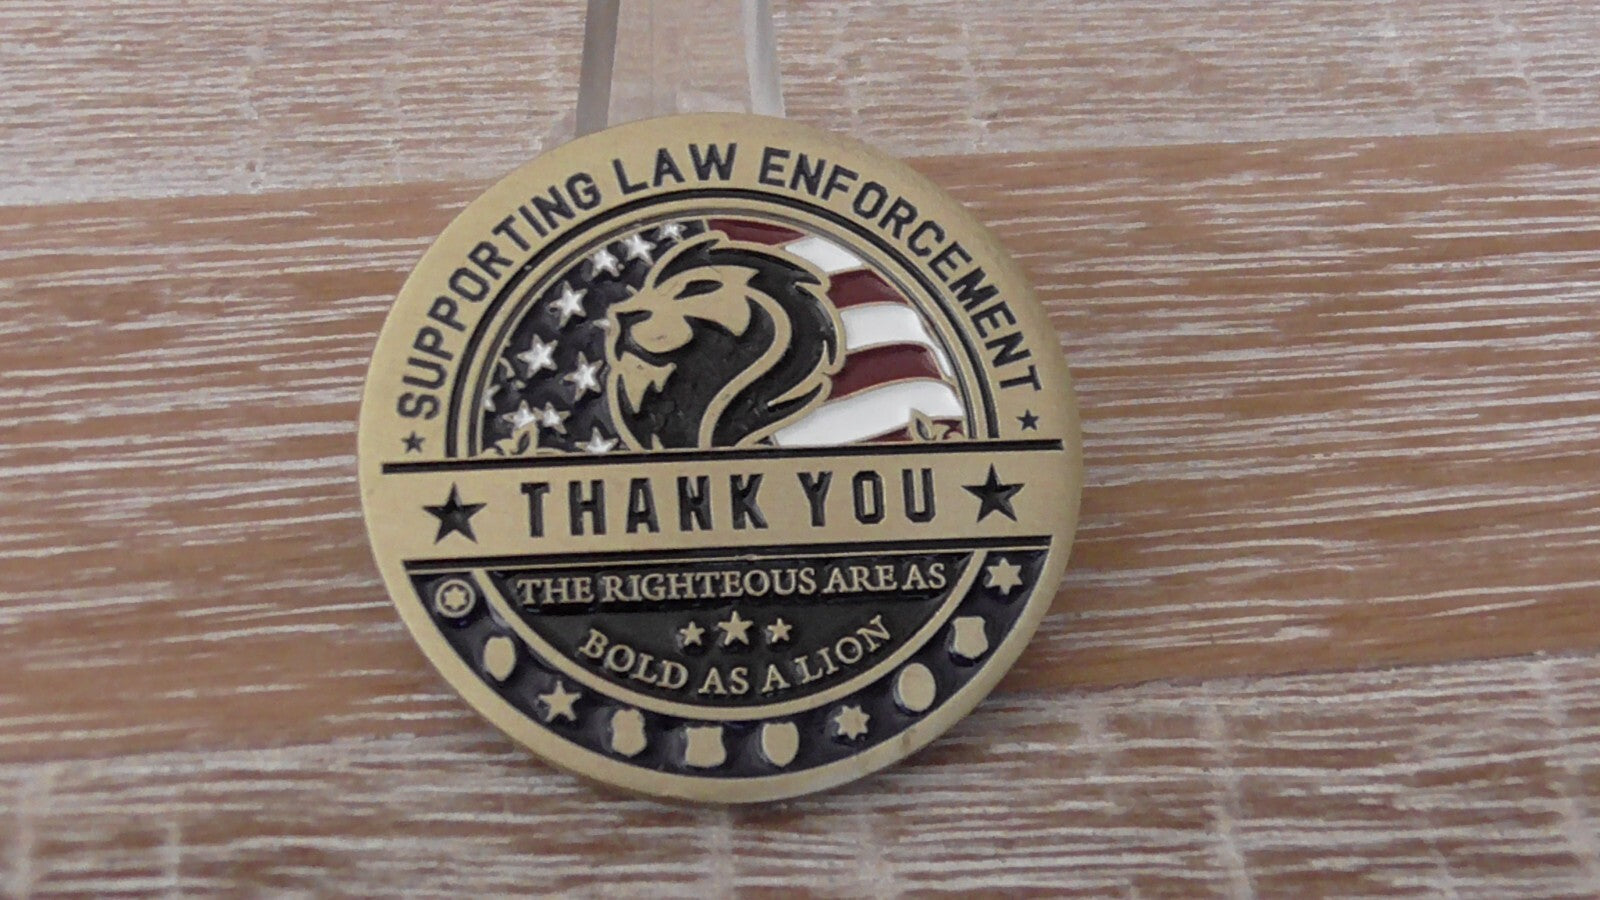 SUPPORTING LAW ENFORCEMENT
THANK YOU
THE RIGHTEOUS ARE AS
BOLD AS A LION